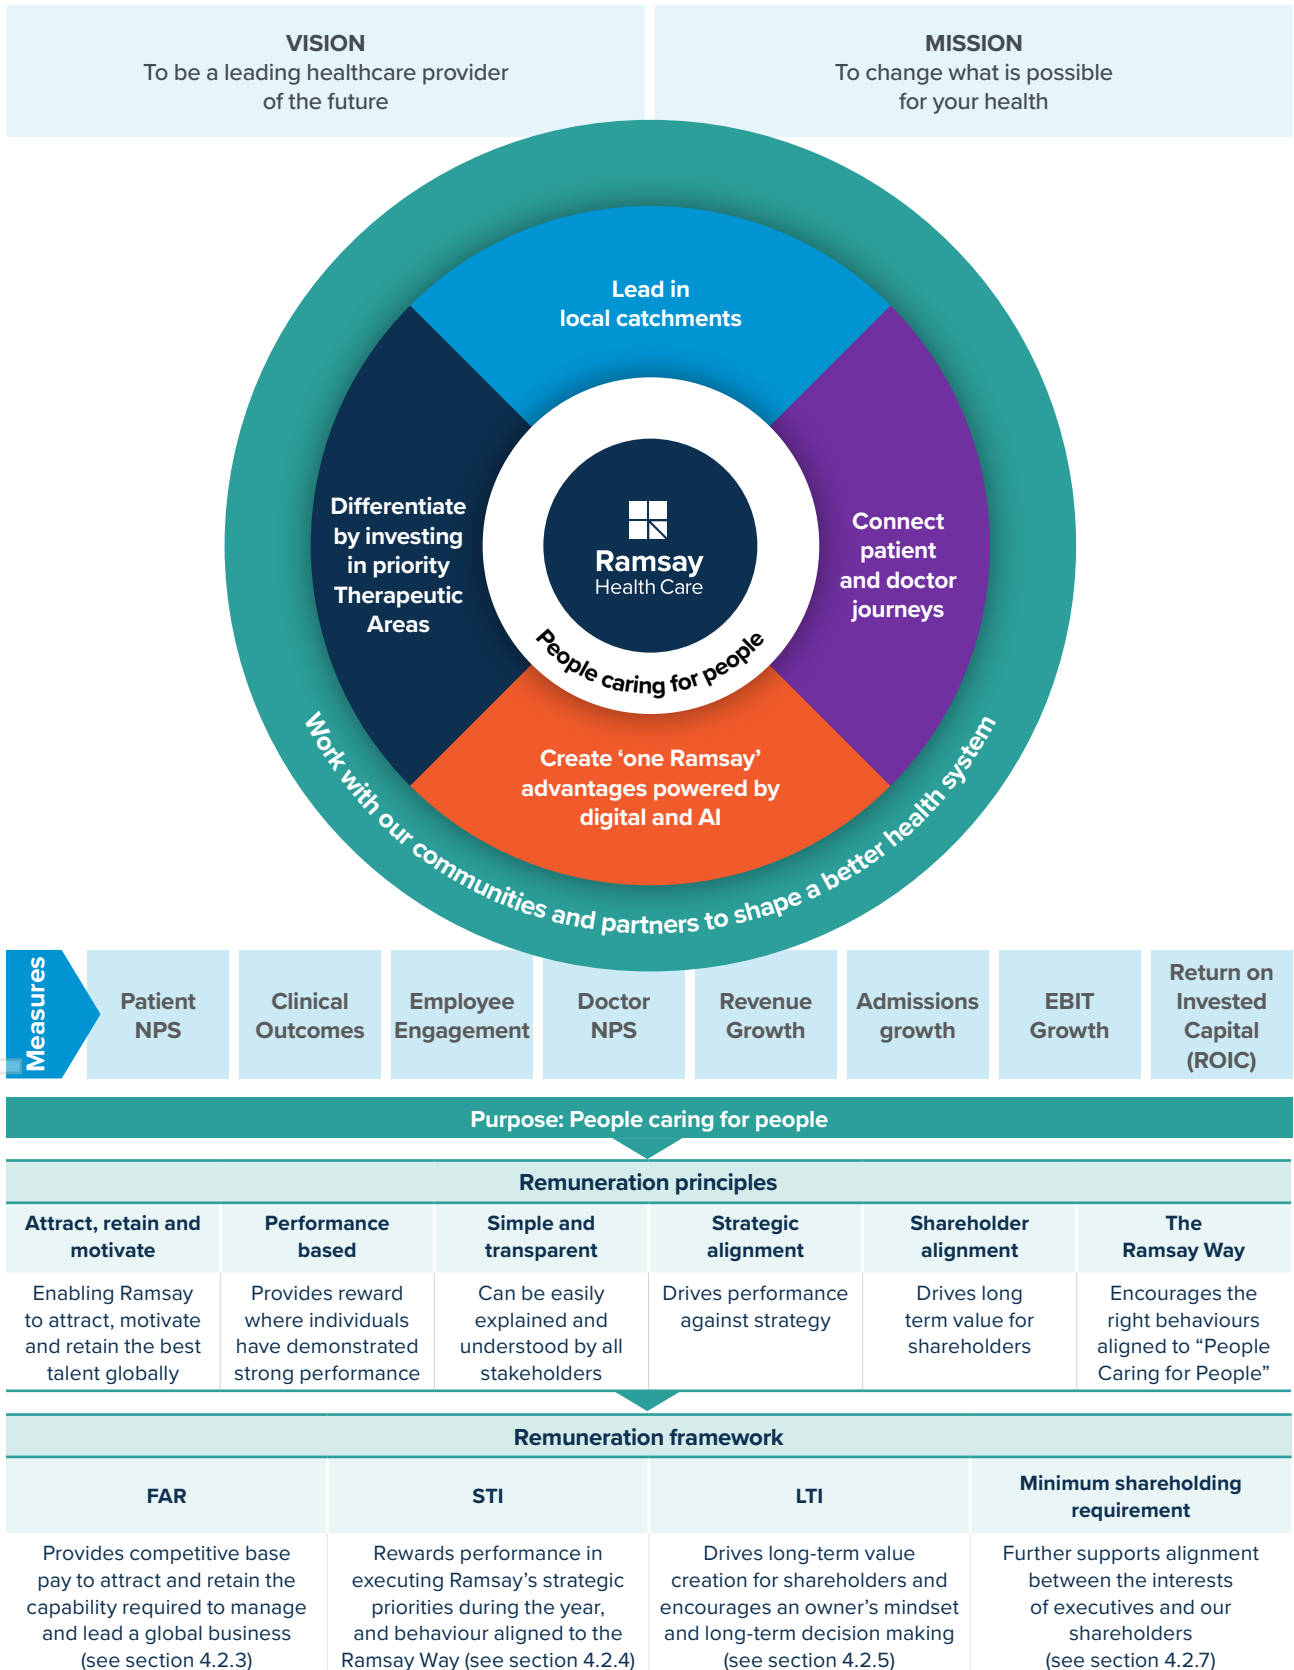 VISION
To be a leading healthcare provider
of the future
MISSION
To change what is possible
for your health
Lead in
local catchments
Differentiate
by investing
in priority
Therapeutic
Areas
Ramsay
Health Care
People caring for people
Connect
patient
and doctor
journeys
Create ‘one Ramsay’
advantages powered by
digital and AI
Work with our communities and partners to shape a better health system
Measures
Patient
NPS
Clinical
Outcomes
Employee
Engagement
Doctor
NPS
Revenue
Growth
Admissions
growth
EBIT
Growth
Return on
Invested
Capital
(ROIC)
Purpose: People caring for people
Remuneration principles
Attract, retain and
motivate
Performance
based
Simple and
transparent
Strategic
alignment
Shareholder
alignment
The
Ramsay Way
Enabling Ramsay
to attract, motivate
and retain the best
talent globally
Provides reward
where individuals
have demonstrated
strong performance
Can be easily
explained and
understood by all
stakeholders
Drives performance
against strategy
Drives long
term value for
shareholders
Encourages the
right behaviours
aligned to “People
Caring for People”
Remuneration framework
FAR
STI
LTI
Minimum shareholding
requirement
Provides competitive base
pay to attract and retain the
capability required to manage
and lead a global business
(see section 4.2.3)
Rewards performance in
executing Ramsay’s strategic
priorities during the year,
and behaviour aligned to the
Ramsay Way (see section 4.2.4)
Drives long-term value
creation for shareholders and
encourages an owner’s mindset
and long-term decision making
(see section 4.2.5)
Further supports alignment
between the interests
of executives and our
shareholders
(see section 4.2.7)